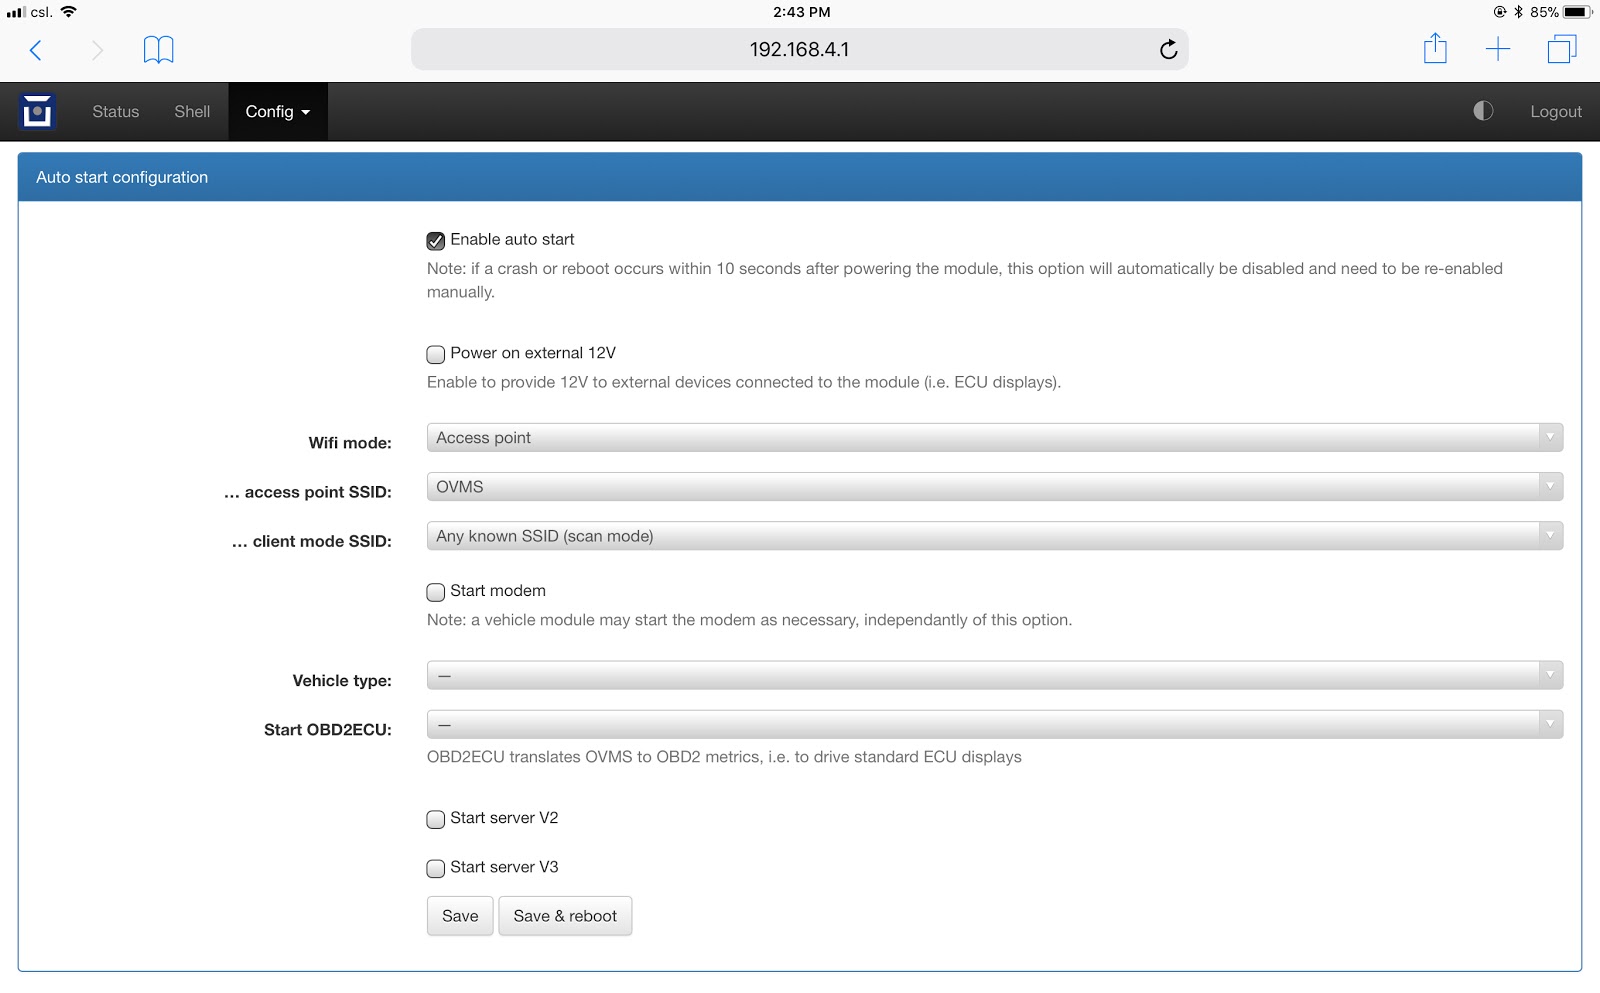 csl.
2:43 PM
85%
192.168.4.1
Status
Shell
Config
Logout
Auto start configuration
Enable auto start
Note: if a crash or reboot occurs within 10 seconds after powering the module, this option will automatically be disabled and need to be re-enabled
manually.
Power on external 12V
Enable to provide 12V to external devices connected to the module (i.e. ECU displays).
Wifi mode:
Access point
... access point SSID:
OVMS
... client mode SSID:
Any known SSID (scan mode)
Start modem
Note: a vehicle module may start the modem as necessary, independantly of this option.
Vehicle type:
—
Start OBD2ECU:
—
OBD2ECU translates OVMS to OBD2 metrics, i.e. to drive standard ECU displays
Start server V2
Start server V3
Save
Save & reboot